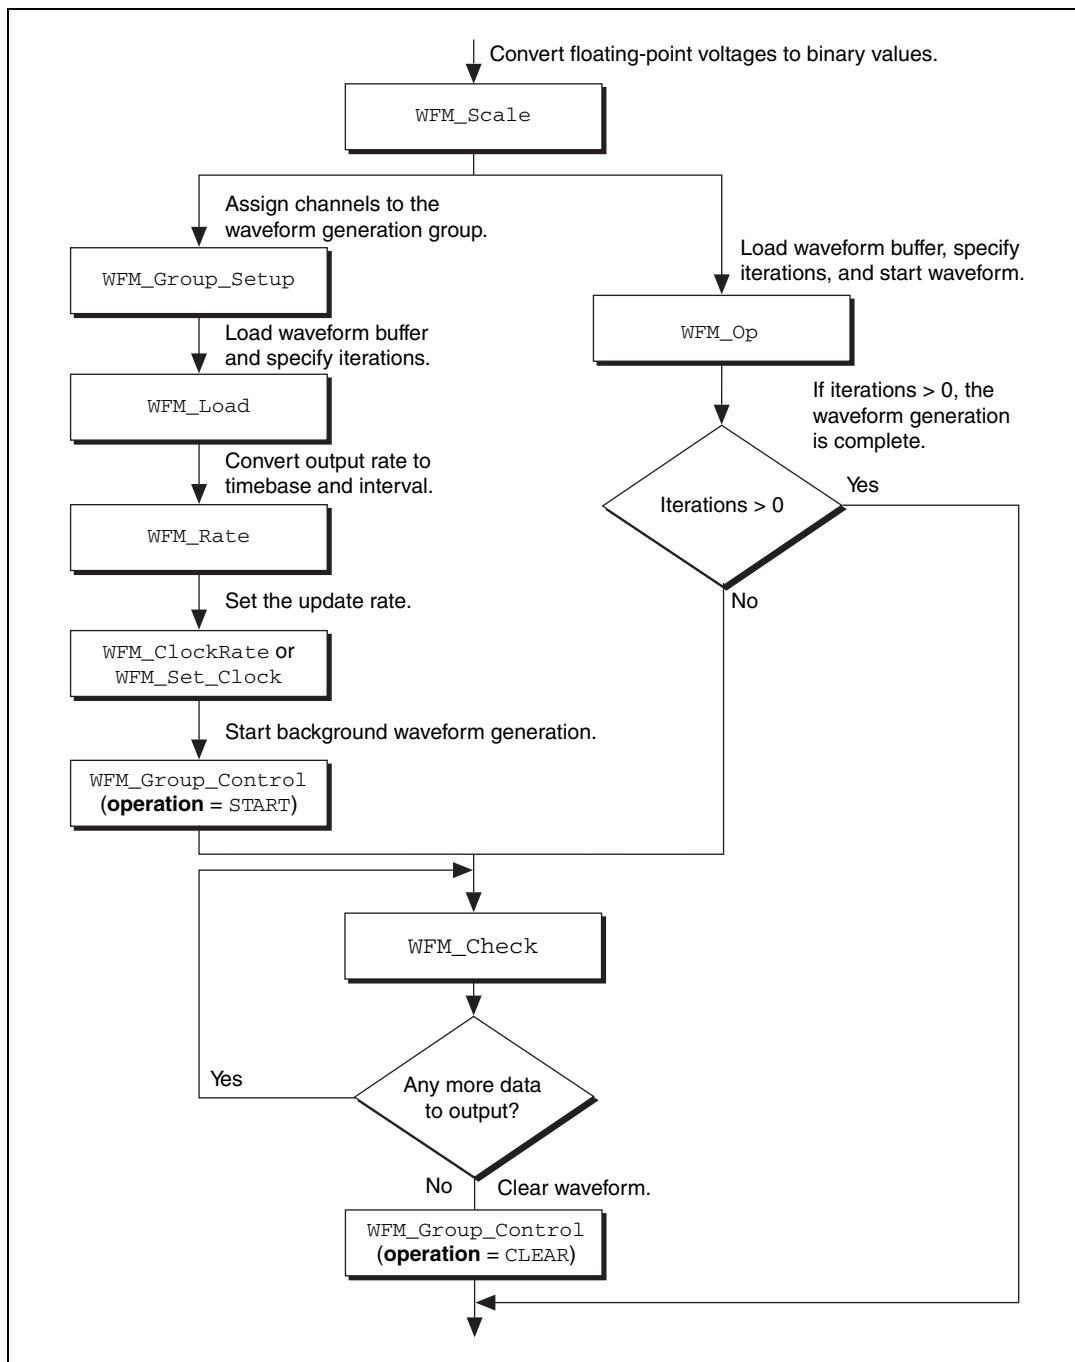 Convert floating-point voltages to binary values.
WFM_Scale
Assign channels to the
waveform generation group.
WFM_Group_Setup
Load waveform buffer
and specify iterations.
WFM_Load
Convert output rate to
timebase and interval.
WFM_Rate
Set the update rate.
WFM_ClockRate or
WFM_Set_Clock
Start background waveform generation.
WFM_Group_Control
(operation = START)
Load waveform buffer, specify
iterations, and start waveform.
WFM_Op
If iterations > 0, the
waveform generation
is complete.
Iterations > 0
Yes
No
WFM_Check
Any more data
to output?
Yes
No
Clear waveform.
WFM_Group_Control
(operation = CLEAR)